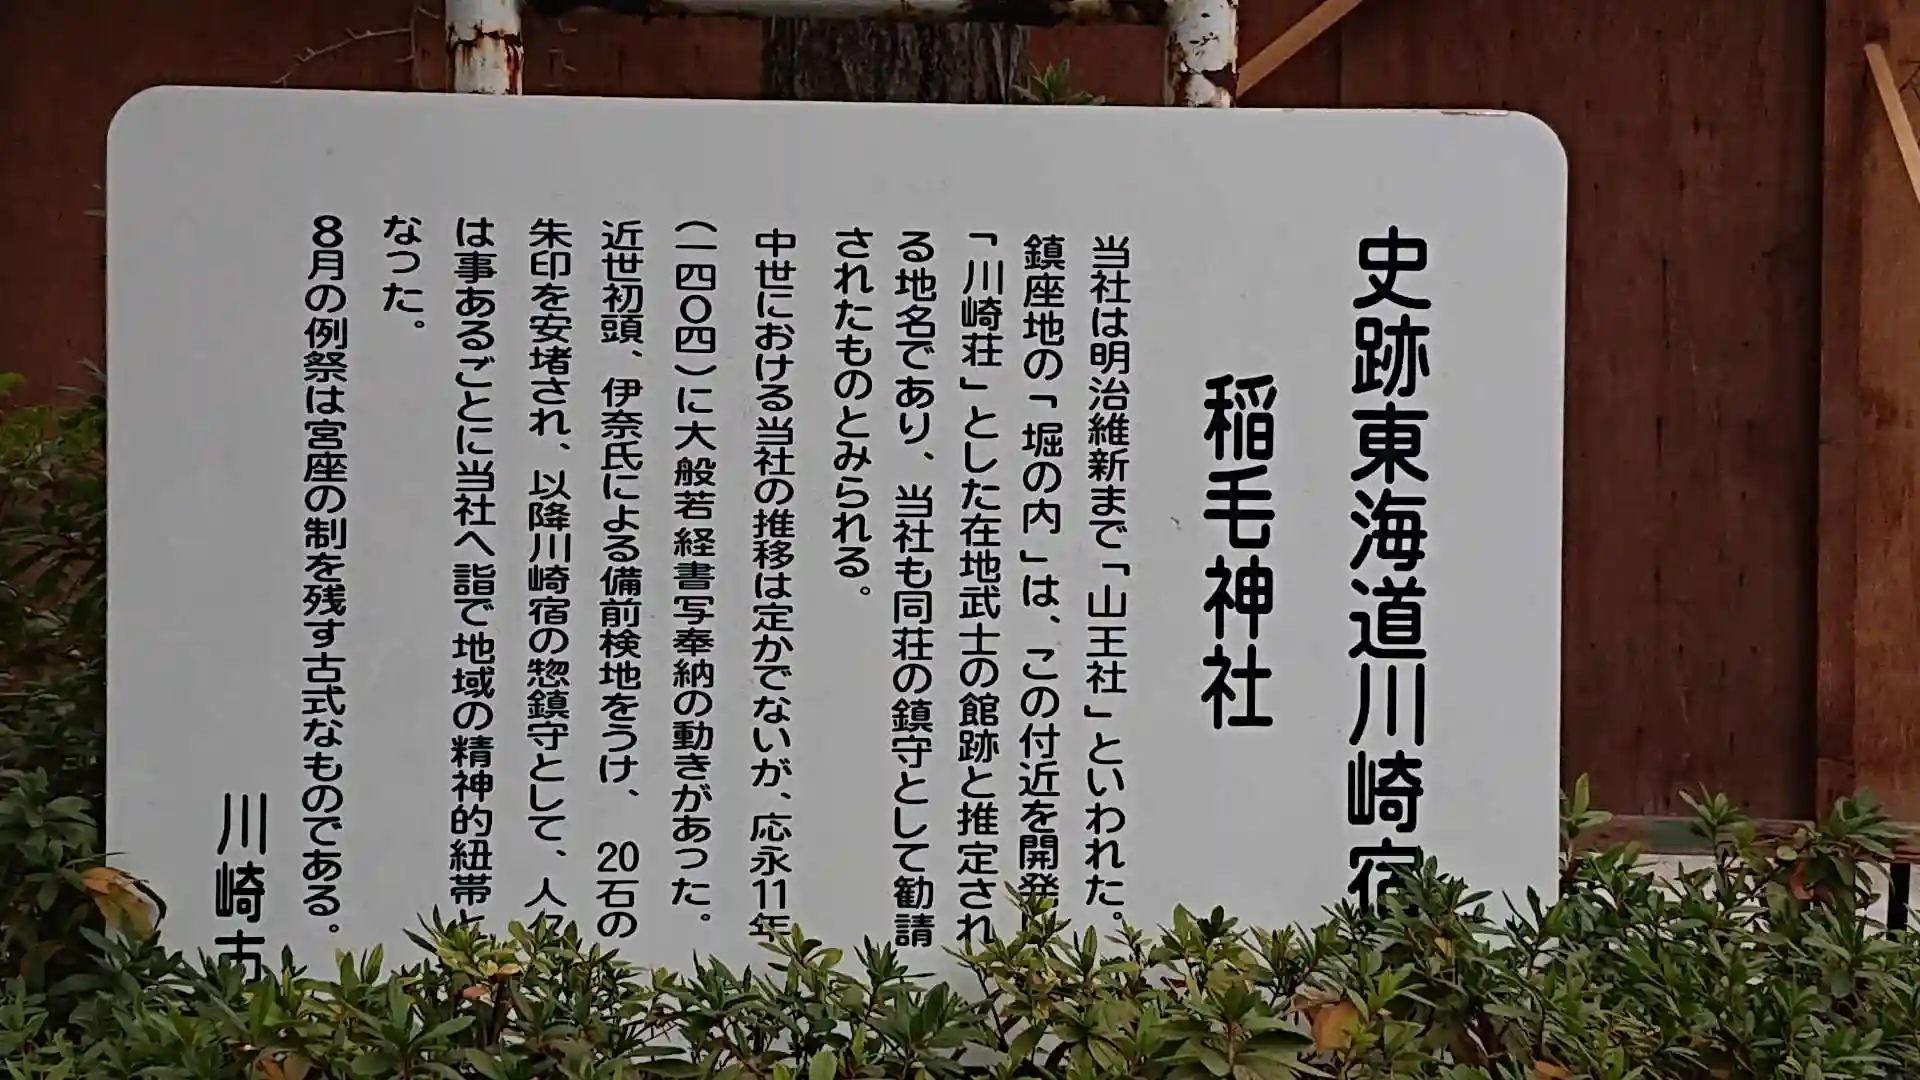 史跡東海道川崎宿
稲毛神社
当社は明治維新まで「山王社」といわれた。
鎮座地の「堀の内」は、この付近を開発
「川崎荘」とした在地武士の館跡と推定され
る地名であり、当社も同荘の鎮守として勧請
されたものとみられる。
中世における当社の推移は定かでないが、応永11年
(一四〇四)に大般若経書写奉納の動きがあった。
近世初頭、伊奈氏による備前検地をうけ、20石の
朱印を安堵され、以降川崎宿の惣鎮守として、人々
は事あるごとに当社へ詣で地域の精神的紐帯と
なった。
8月の例祭は宮座の制を残す古式なものである。
川崎市